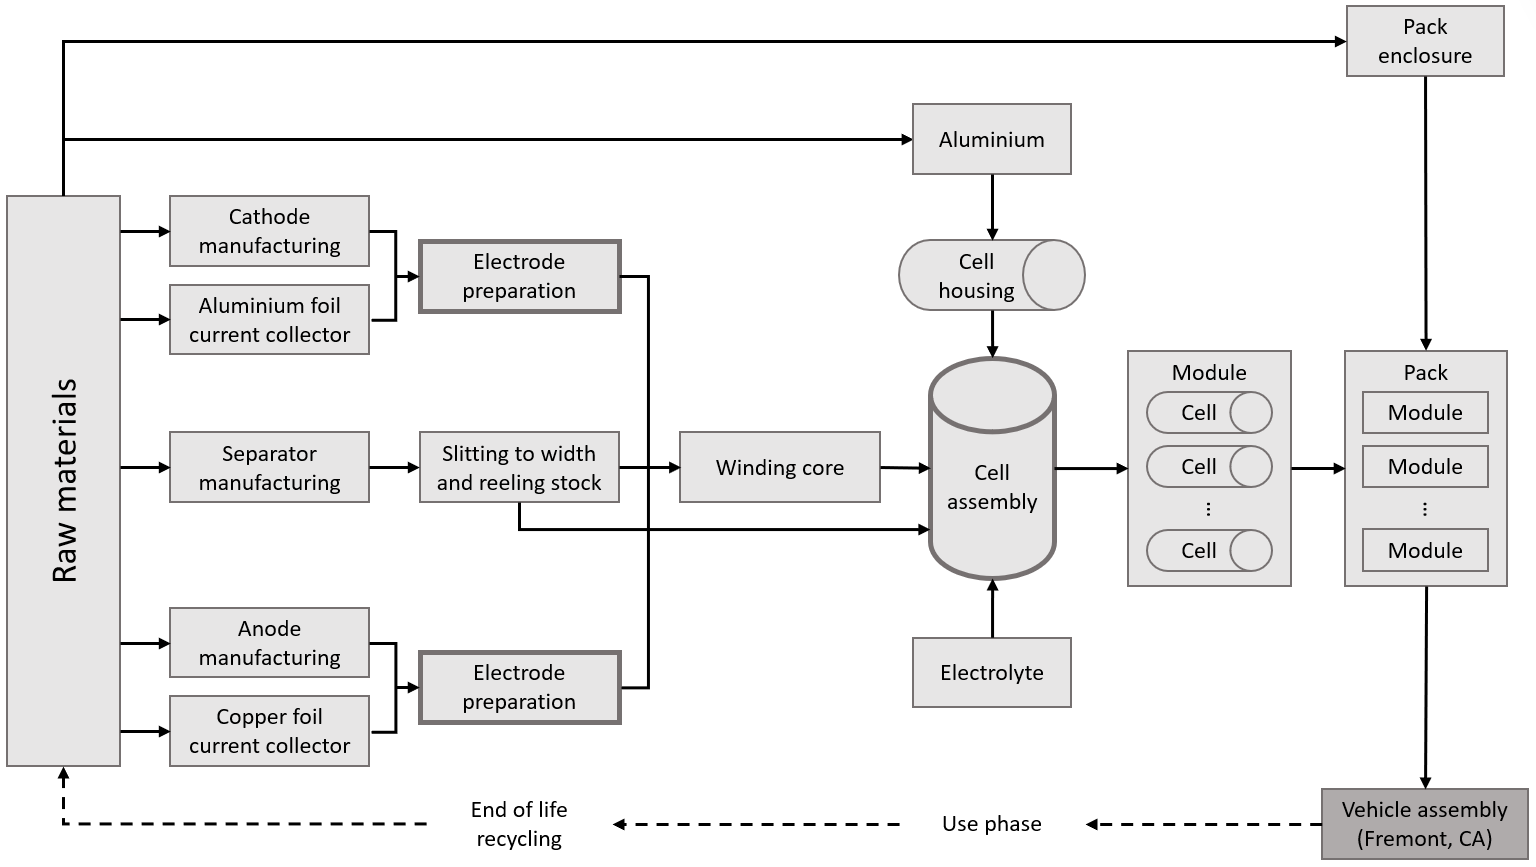 Pack
enclosure
Aluminium
Cathode
manufacturing
Electrode
preparation
Cell
housing
Aluminium foil
current collector
Raw materials
Separator
manufacturing
Slitting to width
and reeling stock
Winding core
Cell
assembly
Module
Cell
Cell
...
Cell
Pack
Module
Module
...
Module
Anode
manufacturing
Electrode
preparation
Electrolyte
Copper foil
current collector
End of life
recycling
Use phase
Vehicle assembly
(Fremont, CA)